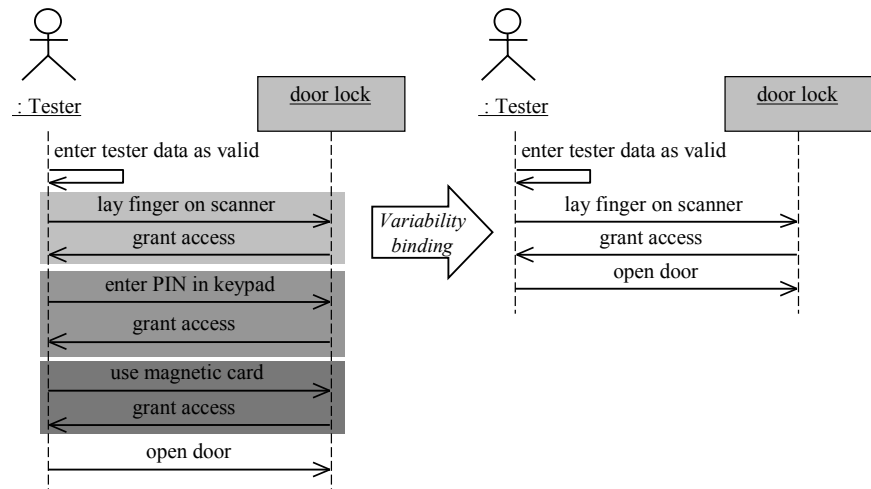 : Tester
door lock
enter tester data as valid
lay finger on scanner
grant access
enter PIN in keypad
grant access
use magnetic card
grant access
open door
Variability
binding
: Tester
door lock
enter tester data as valid
lay finger on scanner
grant access
open door